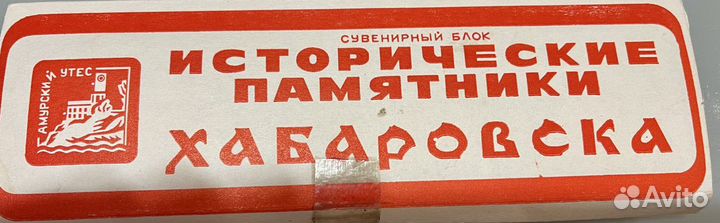 АМУРСКИЙ
УТЕС
СУВЕНИРНЫЙ БЛОК
ИСТОРИЧЕСКИЕ
ПАМЯТНИКИ
ХАБАРОВСКА
Avito